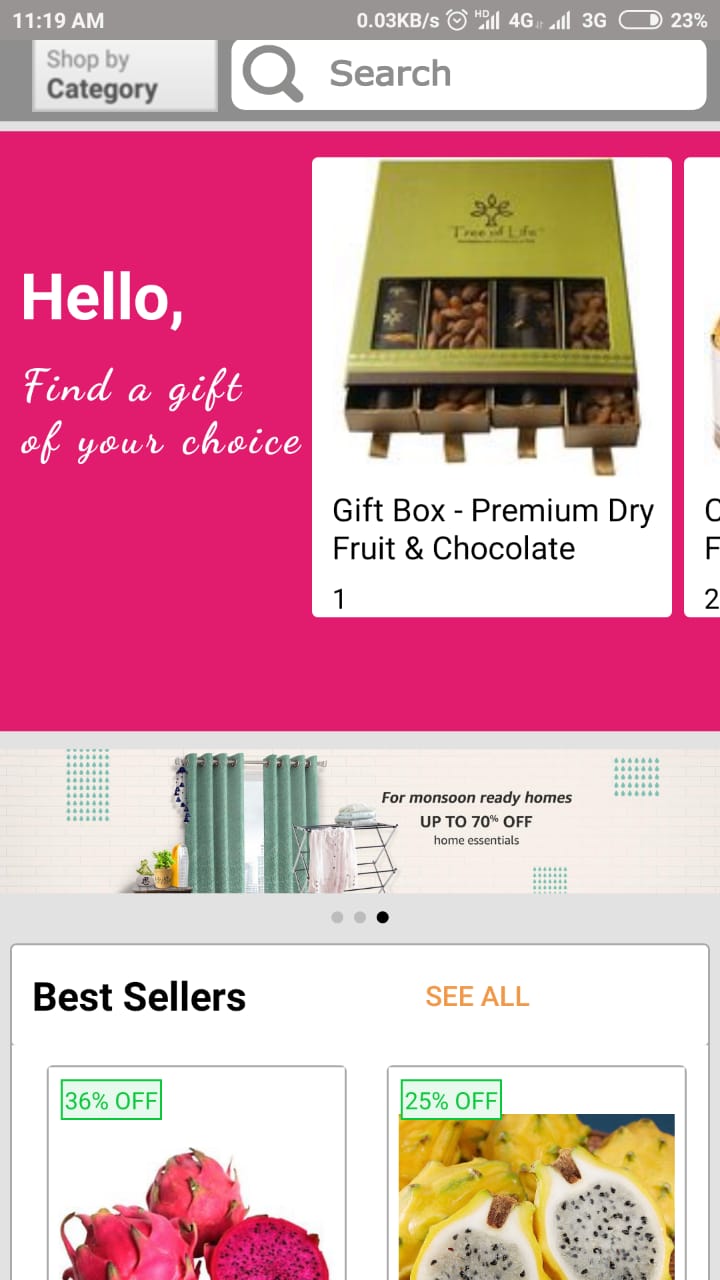 11:19 AM
0.03KB/s HD 4G 3G 23%
Shop by
Category
Search
Hello,
Find a gift
of your choice
Tree of Life
Gift Box - Premium Dry
Fruit & Chocolate
1
C
F
2
For monsoon ready homes
UP TO 70% OFF
home essentials
Best Sellers
SEE ALL
36% OFF
25% OFF